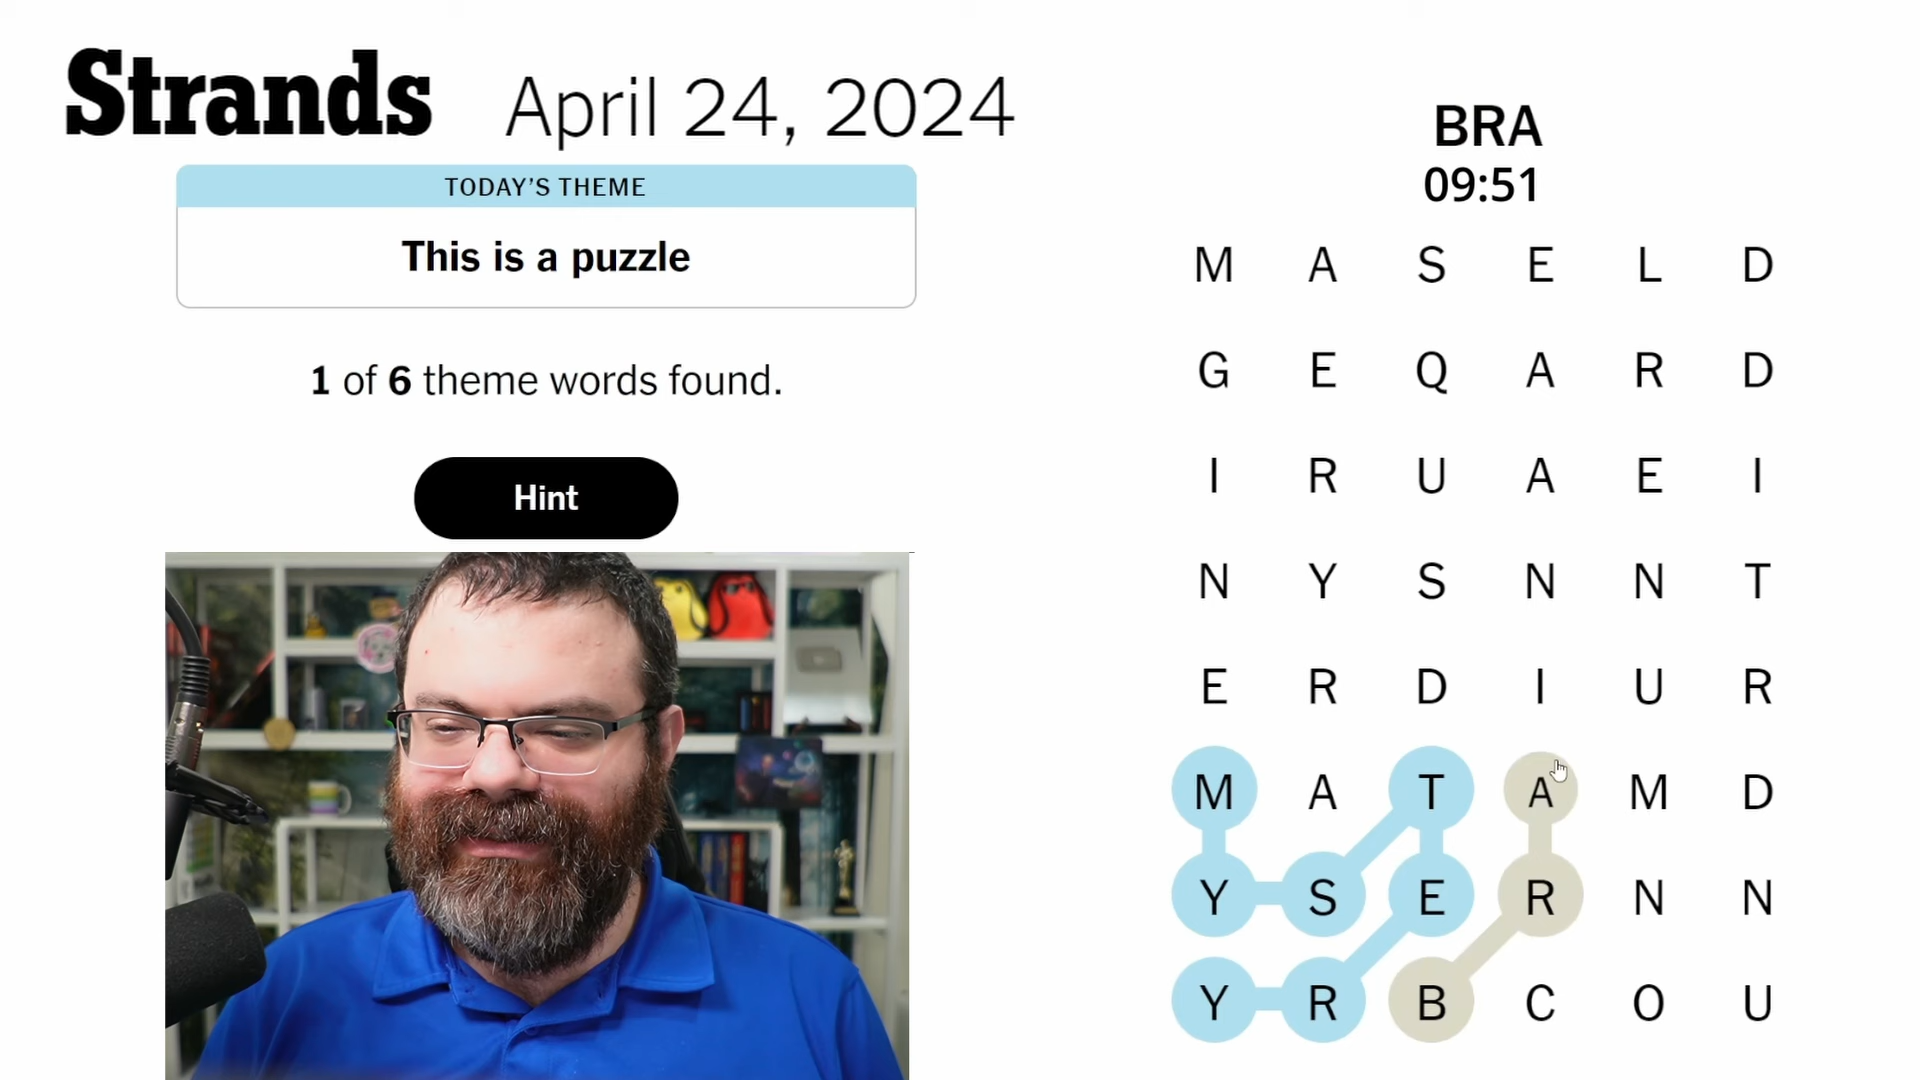 Strands April 24, 2024
TODAY'S THEME
This is a puzzle
1 of 6 theme words found.
Hint
BRA
09:51
M A S E L D
G E Q A R D
I R U A E I
N Y S N N T
E R D I U R
M A T A M D
Y S E R N N
Y R B C O U